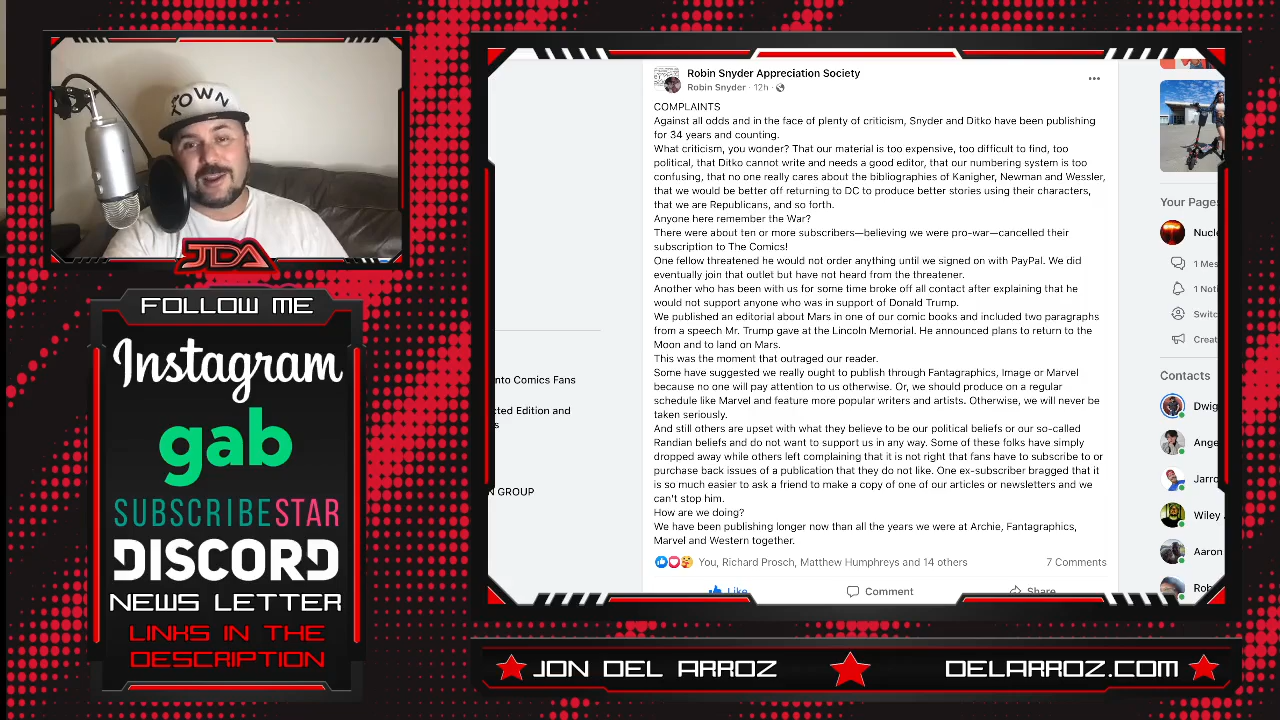 TOWN
JDA
FOLLOW ME
Instagram
gab
SUBSCRIBESTAR
DISCORD
NEWS LETTER
LINKS IN THE
DESCRIPTION
Robin Snyder Appreciation Society
Robin Snyder · 12h ·
COMPLAINTS
Against all odds and in the face of plenty of criticism, Snyder and Ditko have been publishing
for 34 years and counting.
What criticism, you wonder? That our material is too expensive, too difficult to find, too
political, that Ditko cannot write and needs a good editor, that our numbering system is too
confusing, that no one really cares about the bibliographies of Kanigher, Newman and Wessler,
that we would be better off returning to DC to produce better stories using their characters,
that we are Republicans, and so forth.
Anyone here remember the War?
There were about ten or more subscribers—believing we were pro-war—cancelled their
subscription to The Comics!
One fellow threatened he would not order anything until we signed on with PayPal. We did
eventually join that outlet but have not heard from the threatener.
Another who has been with us for some time broke off all contact after explaining that he
would not support anyone who was in support of Donald Trump.
We published an editorial about Mars in one of our comic books and included two paragraphs
from a speech Mr. Trump gave at the Lincoln Memorial. He announced plans to return to the
Moon and to land on Mars.
This was the moment that outraged our reader.
Some have suggested we really ought to publish through Fantagraphics, Image or Marvel
because no one will pay attention to us otherwise. Or, we should produce on a regular
schedule like Marvel and feature more popular writers and artists. Otherwise, we will never be
taken seriously.
And still others are upset with what they believe to be our political beliefs or our so-called
Randian beliefs and do not want to support us in any way. Some of these folks have simply
dropped away while others left complaining that it is not right that fans have to subscribe to or
purchase back issues of a publication that they do not like. One ex-subscriber bragged that it
is so much easier to ask a friend to make a copy of one of our articles or newsletters and we
can't stop him.
How are we doing?
We have been publishing longer now than all the years we were at Archie, Fantagraphics,
Marvel and Western together.
You, Richard Prosch, Matthew Humphreys and 14 others 7 Comments
Like Comment Share
nto Comics Fans
cted Edition and
s
N GROUP
Your Pages
Nucl
1 Mes
1 Noti
Switc
Creat
Contacts
Dwig
Ange
Jarro
Wiley
Aaron
Rob
JON DEL ARROZ DELARROZ.COM